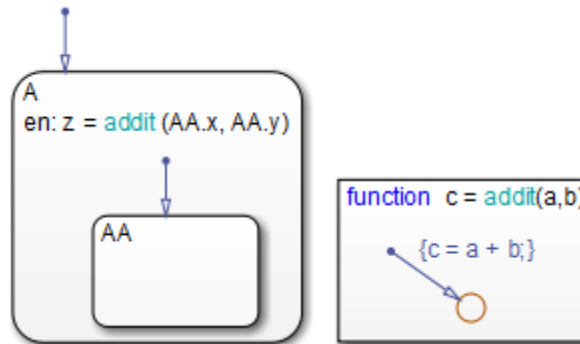 A
en: z = addit (AA.x, AA.y)
AA
function c = addit(a,b)
{c = a + b;}